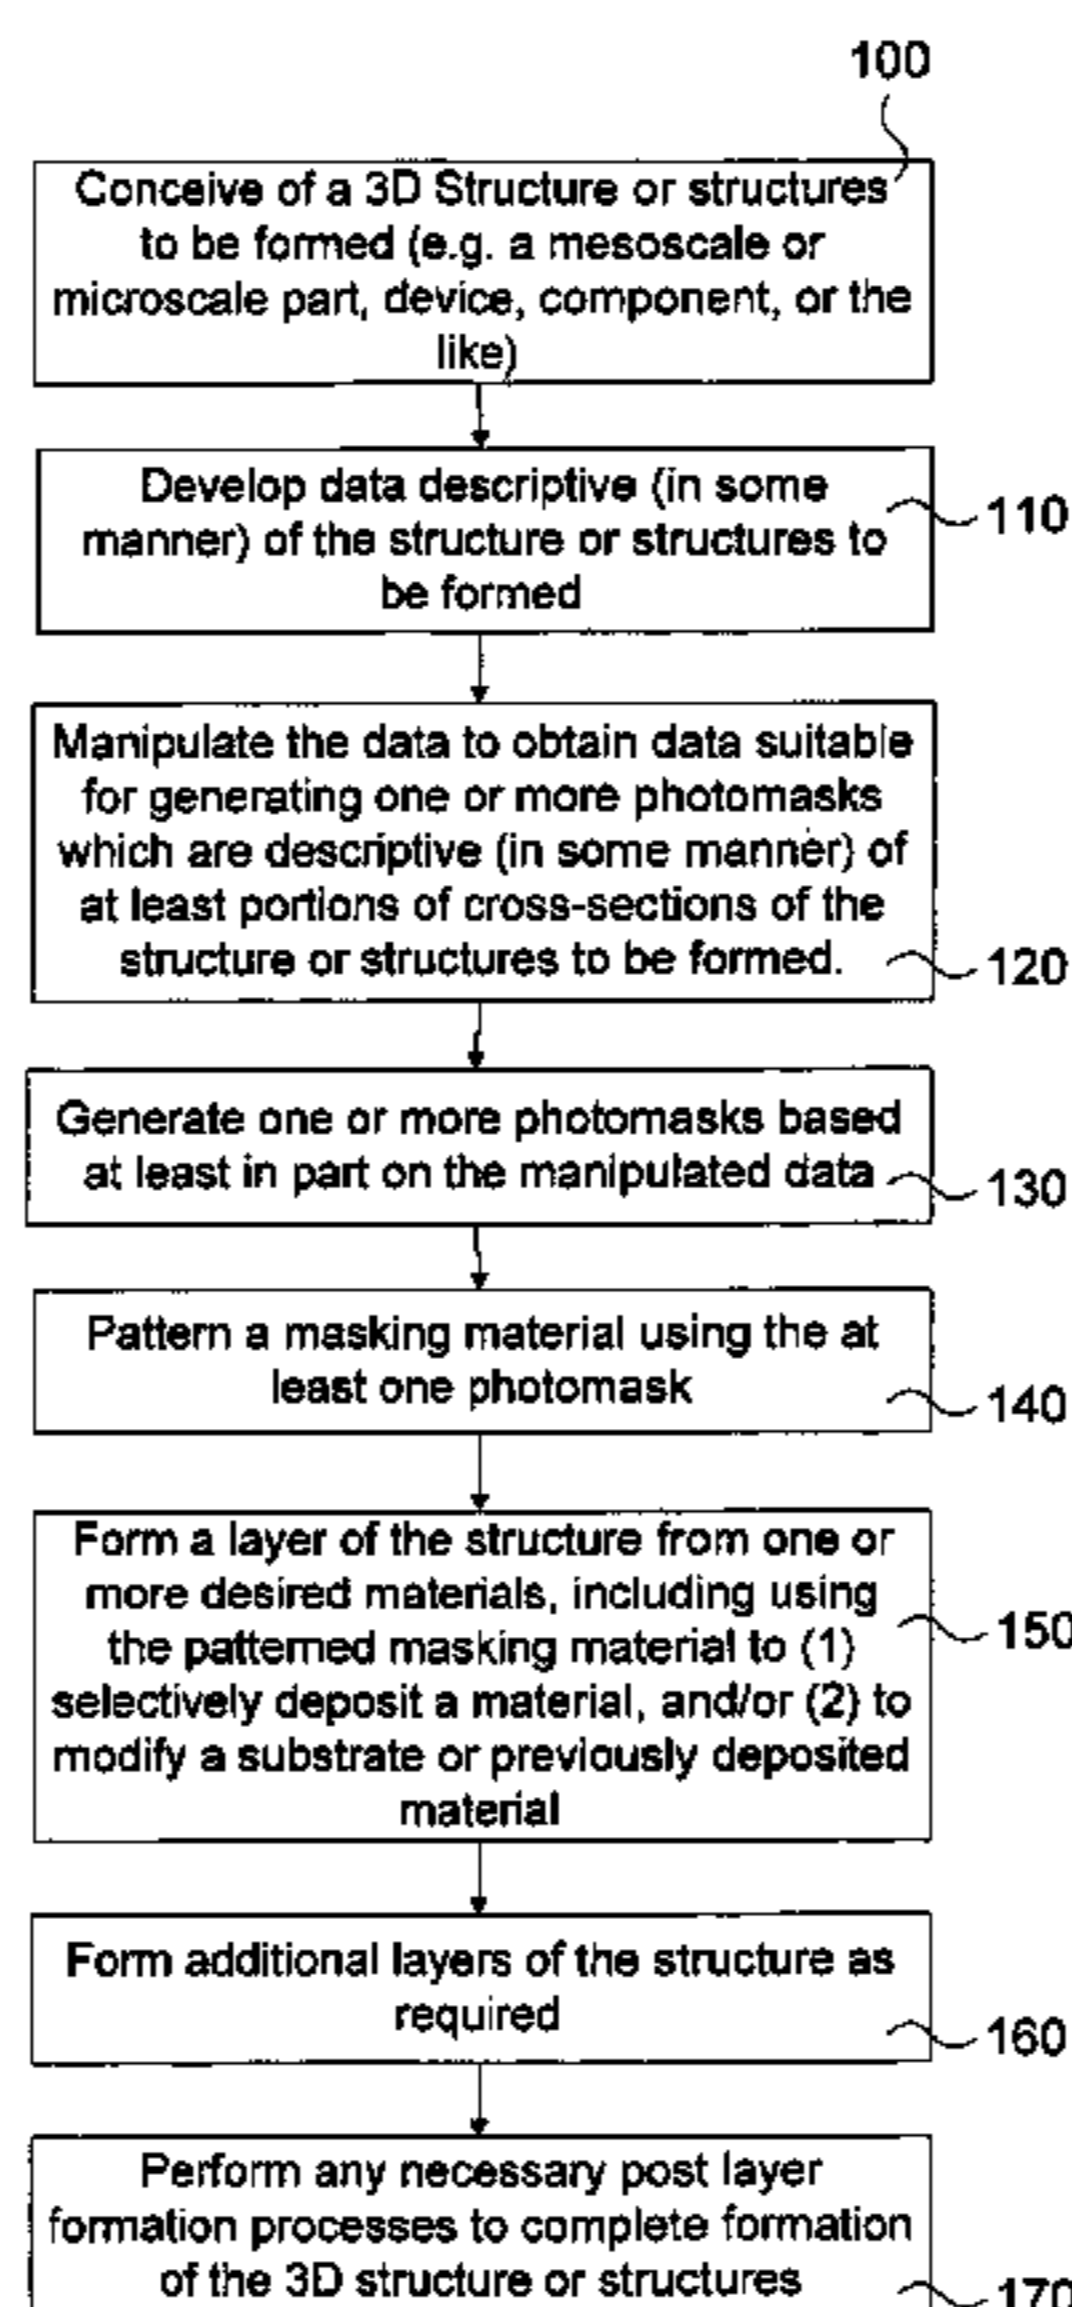 100
Conceive of a 3D Structure or structures
to be formed (e.g. a mesoscale or
microscale part, device, component, or the
like)
Develop data descriptive (in some
manner) of the structure or structures to
be formed
110
Manipulate the data to obtain data suitable
for generating one or more photomasks
which are descriptive (in some manner) of
at least portions of cross-sections of the
structure or structures to be formed.
120
Generate one or more photomasks based
at least in part on the manipulated data
130
Pattern a masking material using the at
least one photomask
140
Form a layer of the structure from one or
more desired materials, including using
the patterned masking material to (1)
selectively deposit a material, and/or (2) to
modify a substrate or previously deposited
material
150
Form additional layers of the structure as
required
160
Perform any necessary post layer
formation processes to complete formation
of the 3D structure or structures
170